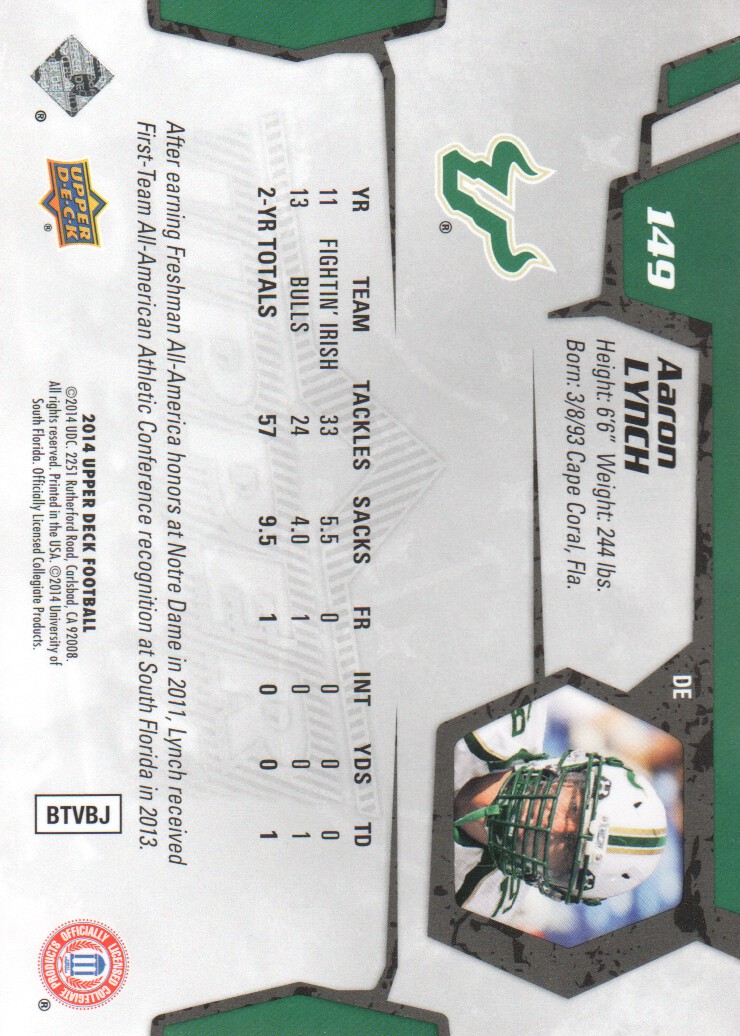 149
Aaron
LYNCH
Height: 6'6" Weight: 244 lbs.
Born: 3/8/93 Cape Coral, Fla.
DE
®
YR TEAM TACKLES SACKS FR INT YDS TD
11 FIGHTIN' IRISH 33 5.5 0 0 0 0
13 BULLS 24 4.0 1 0 0 1
2-YR TOTALS 57 9.5 1 0 0 1
After earning Freshman All-America honors at Notre Dame in 2011, Lynch received
First-Team All-American Athletic Conference recognition at South Florida in 2013.
®
UPPER
D·E·C·K
®
2014 UPPER DECK FOOTBALL
©2014 UDC. 2251 Rutherford Road, Carlsbad, CA 92008.
All rights reserved. Printed in the USA. ©2014 University of
South Florida. Officially Licensed Collegiate Products.
BTVBJ
OFFICIALLY LICENSED COLLEGIATE PRODUCTS
®